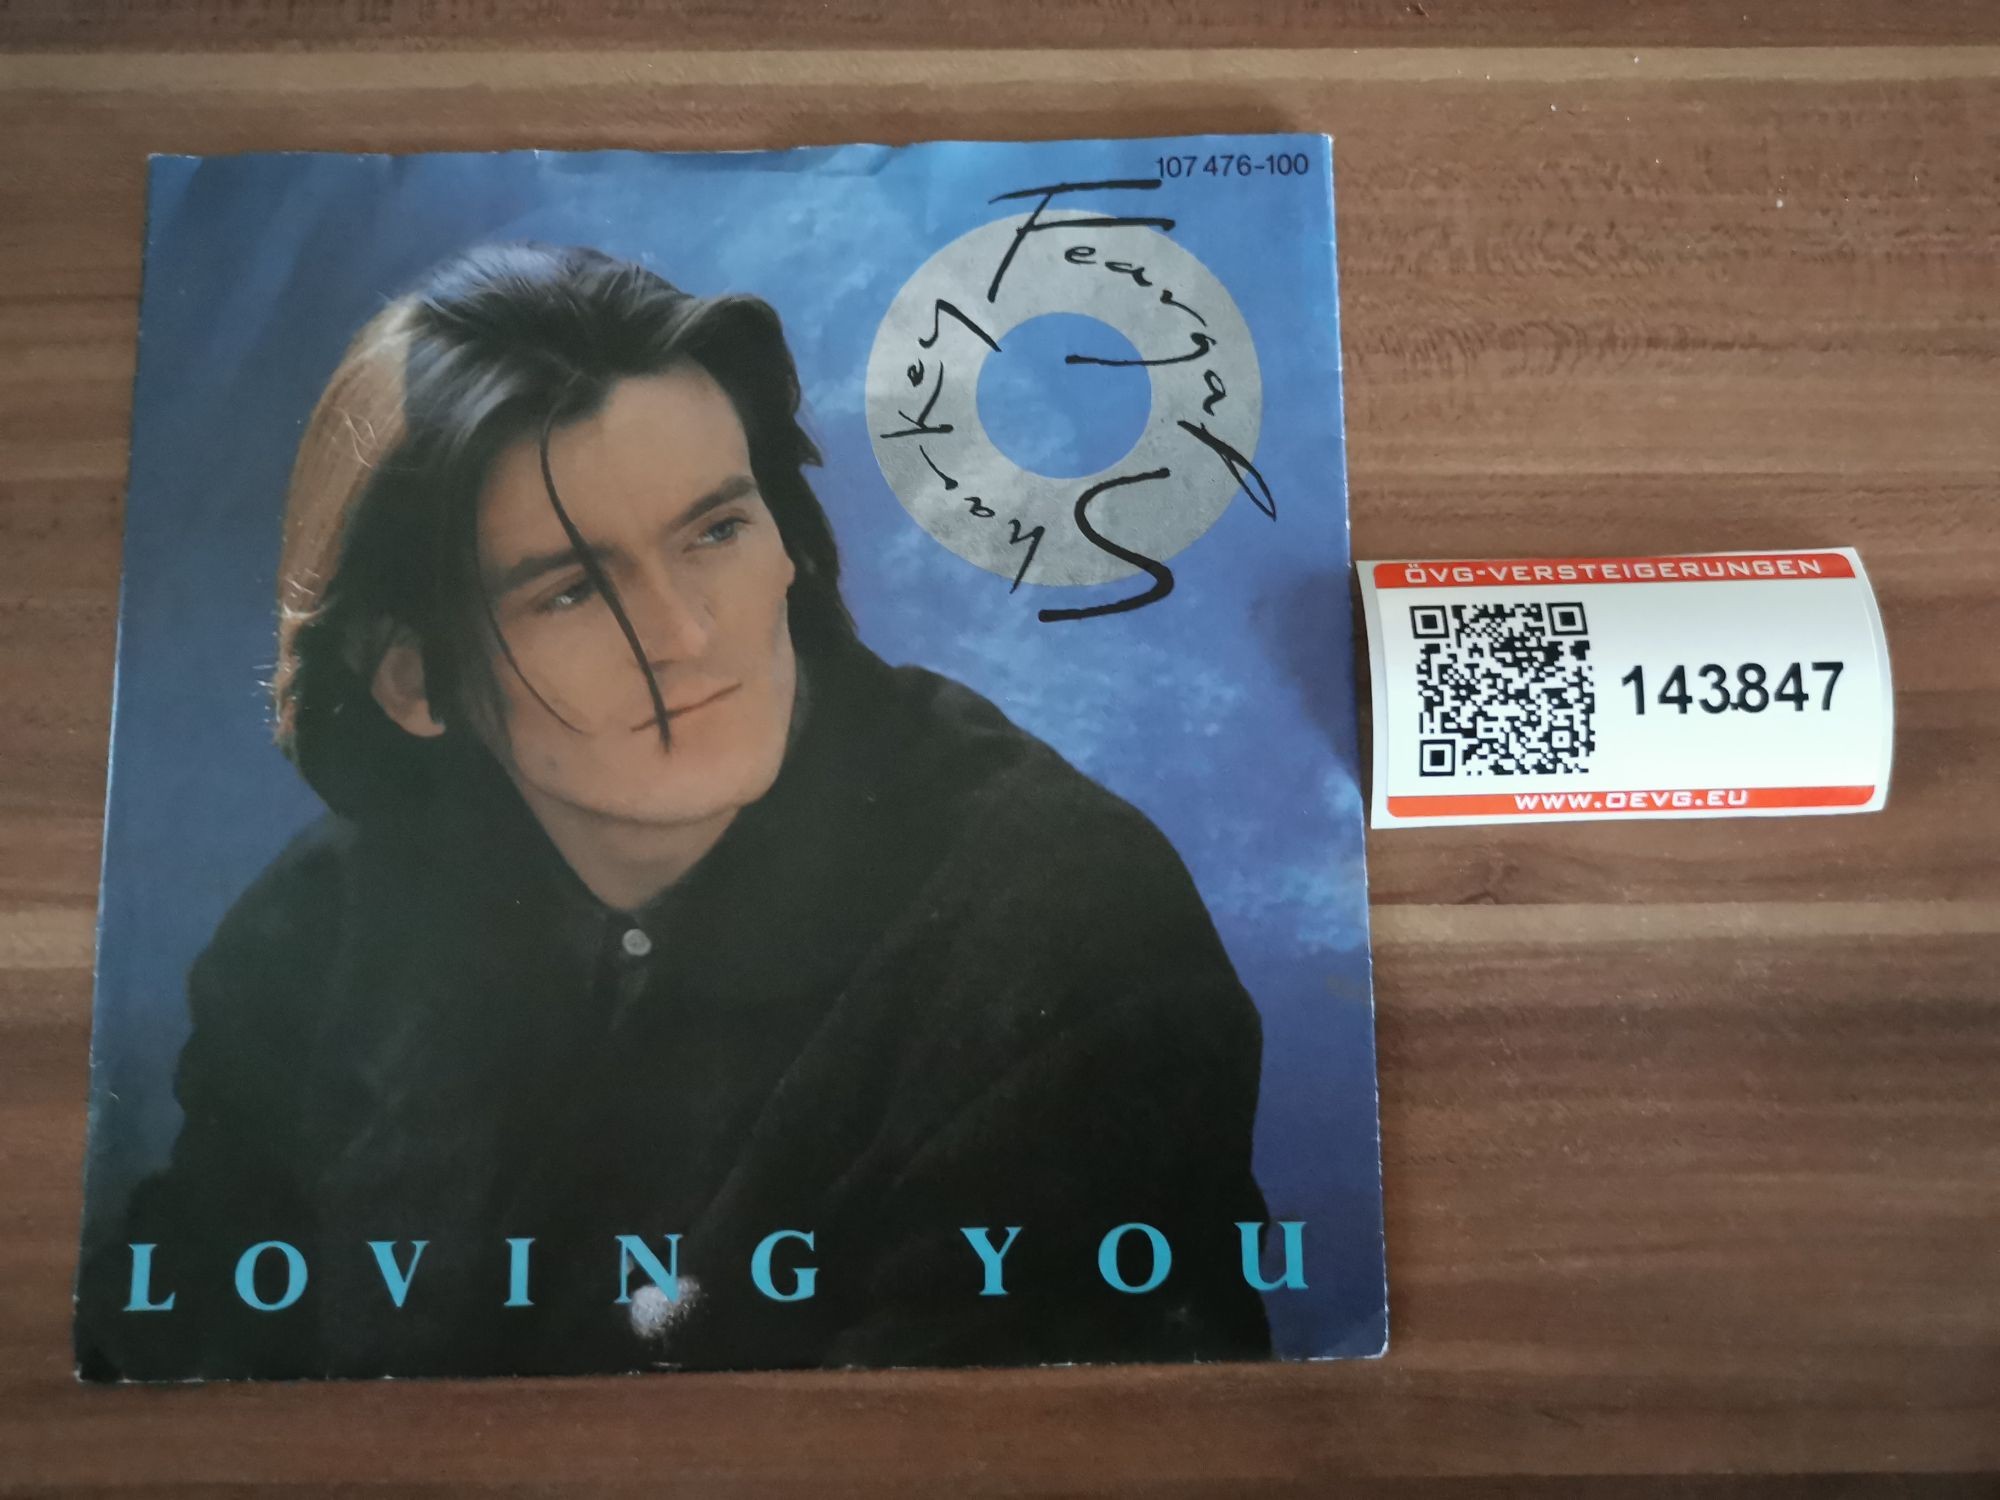 107 476-100
Feargal Sharkey
LOVING YOU
ÖVG-VERSTEIGERUNGEN
143.847
WWW.OEVG.EU